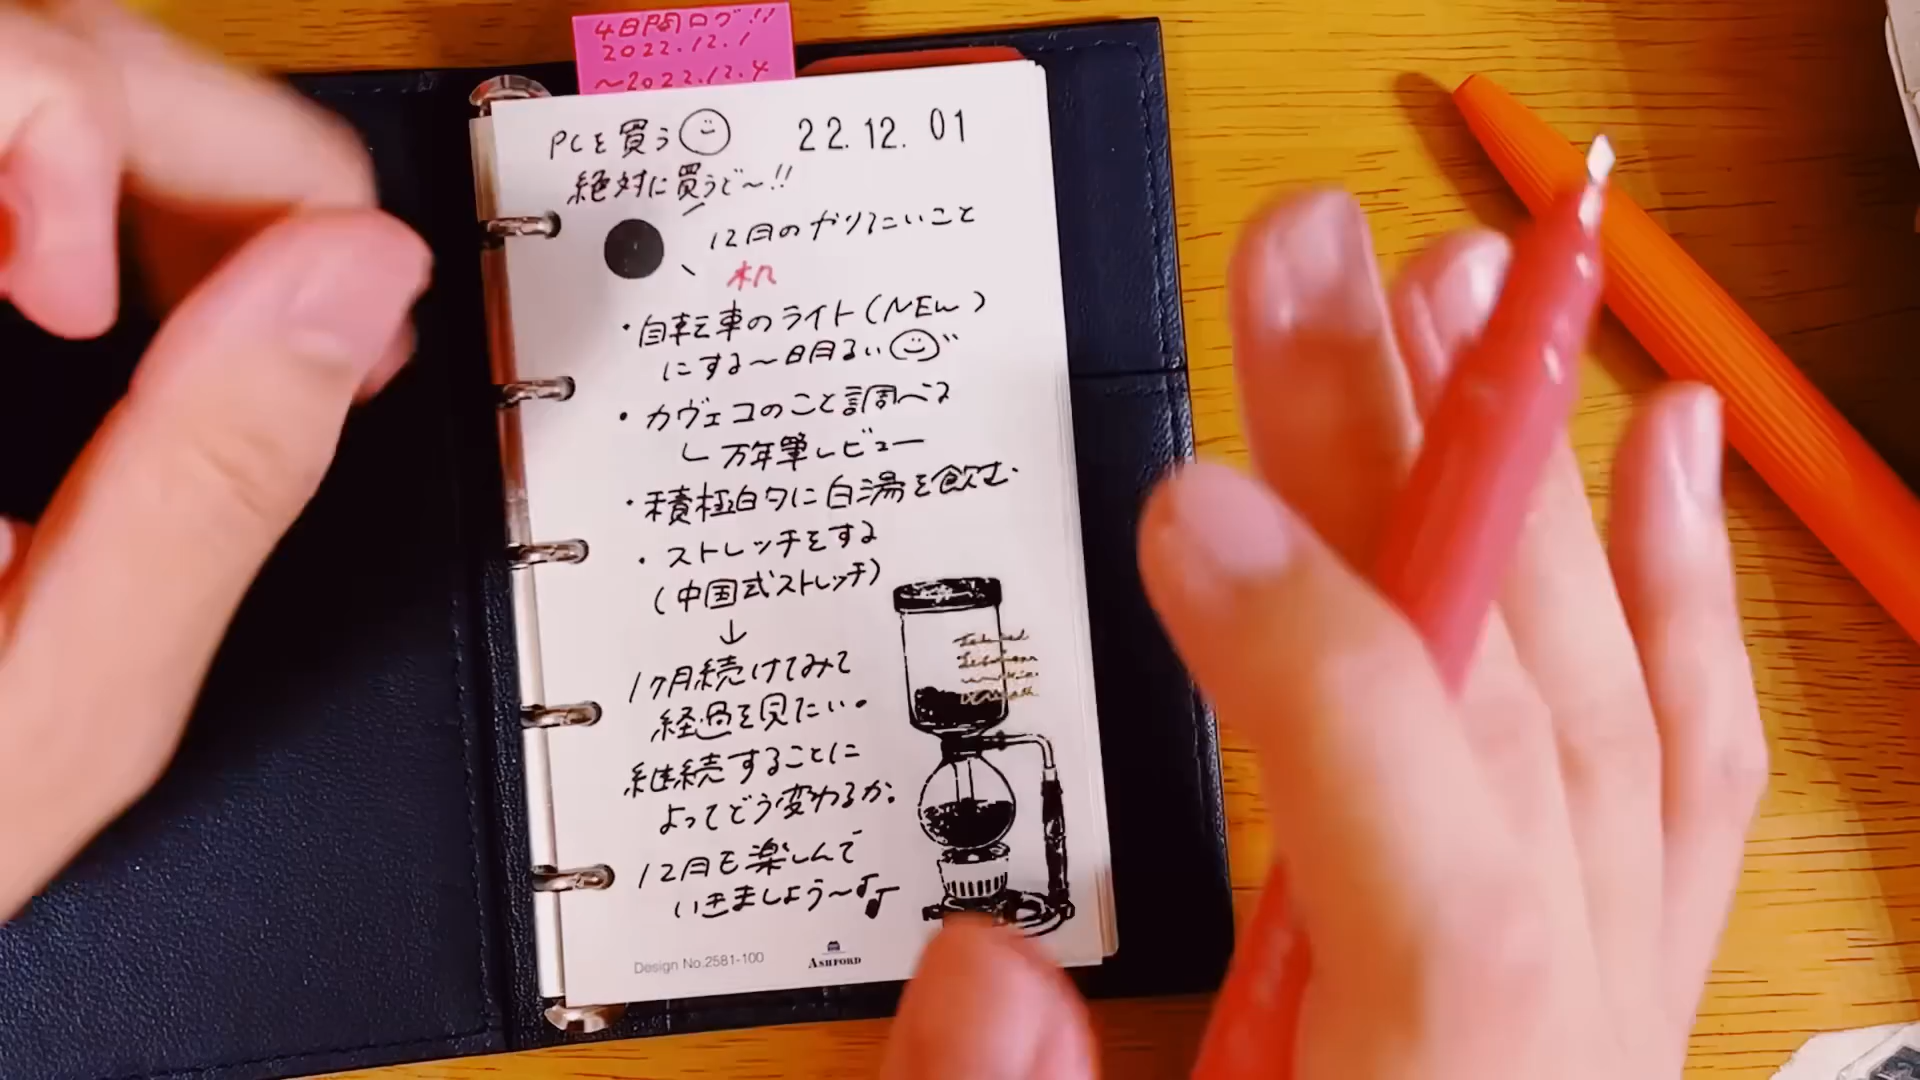 4日間ログ!!
2022.12.1
~2022.12.4
PCを買う
22.12.01
絶対に買うど~!!
12月のやりたいこと
机
・自転車のライト(NEW)
にする~明るい
・カヴェコのこと調べる
万年筆レビュー
・積極的に白湯を飲む
・ストレッチをする
(中国式ストレッチ)
↓
1ヶ月続けてみて
経過を見たい。
継続することに
よってどう変わるか。
12月も楽しんで
いきましょう~♫
Design No.2581-100
ASHFORD